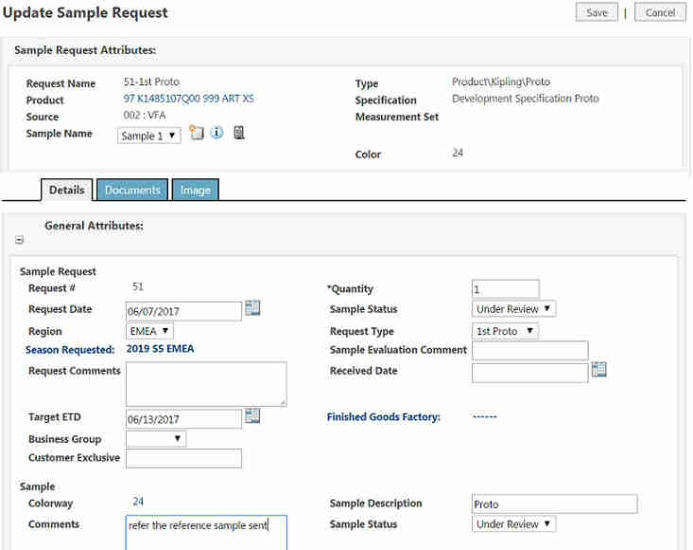 Update Sample Request Save | Cancel
Sample Request Attributes:
Request Name 51-1st Proto Type Product\Kipling\Proto
Product 97 K1485107Q00 999 ART XS Specification Development Specification Proto
Source 002 : VFA Measurement Set
Sample Name Sample 1
Color 24
Details Documents Image
General Attributes:
Sample Request
Request # 51 *Quantity 1
Request Date 06/07/2017 Sample Status Under Review
Region EMEA Request Type 1st Proto
Season Requested: 2019 SS EMEA Sample Evaluation Comment
Request Comments Received Date
Target ETD 06/13/2017 Finished Goods Factory: ------
Business Group
Customer Exclusive
Sample
Colorway 24 Sample Description Proto
Comments refer the reference sample sent Sample Status Under Review